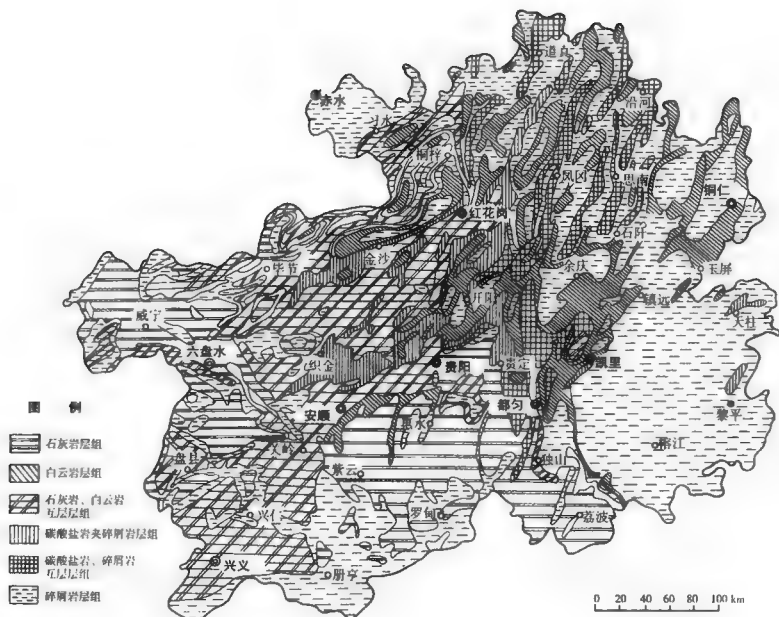 道真
赤水
习水
沿河
桐梓
凤冈
思南
铜仁
红花岗
石阡
金沙
余庆
玉屏
毕节
开阳
镇远
天柱
威宁
六盘水
织金
贵阳
贵定
凯里
图 例
安顺
都匀
黎平
惠水
石灰岩层组
榕江
盘县
关岭
独山
白云岩层组
紫云
石灰岩、白云岩
互层层组
兴仁
罗甸
荔波
碳酸盐岩夹碎屑岩层组
兴义
册亨
碳酸盐岩、碎屑岩
互层层组
碎屑岩层组
0 20 40 60 80 100 km